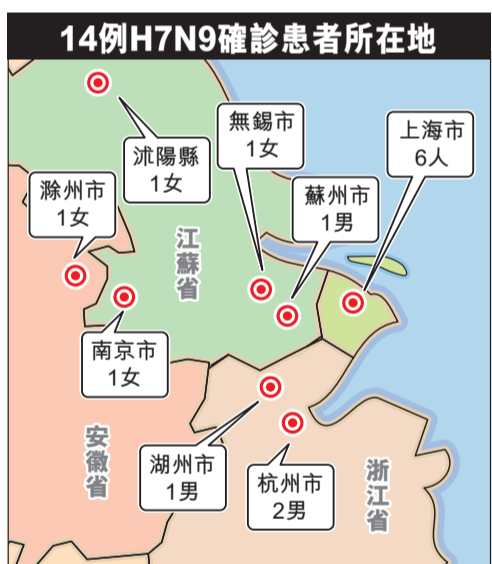 14例H7N9確診患者所在地
沭陽縣
1女
無錫市
1女
上海市
6人
滁州市
1女
蘇州市
1男
江蘇省
南京市
1女
安徽省
湖州市
1男
杭州市
2男
浙江省